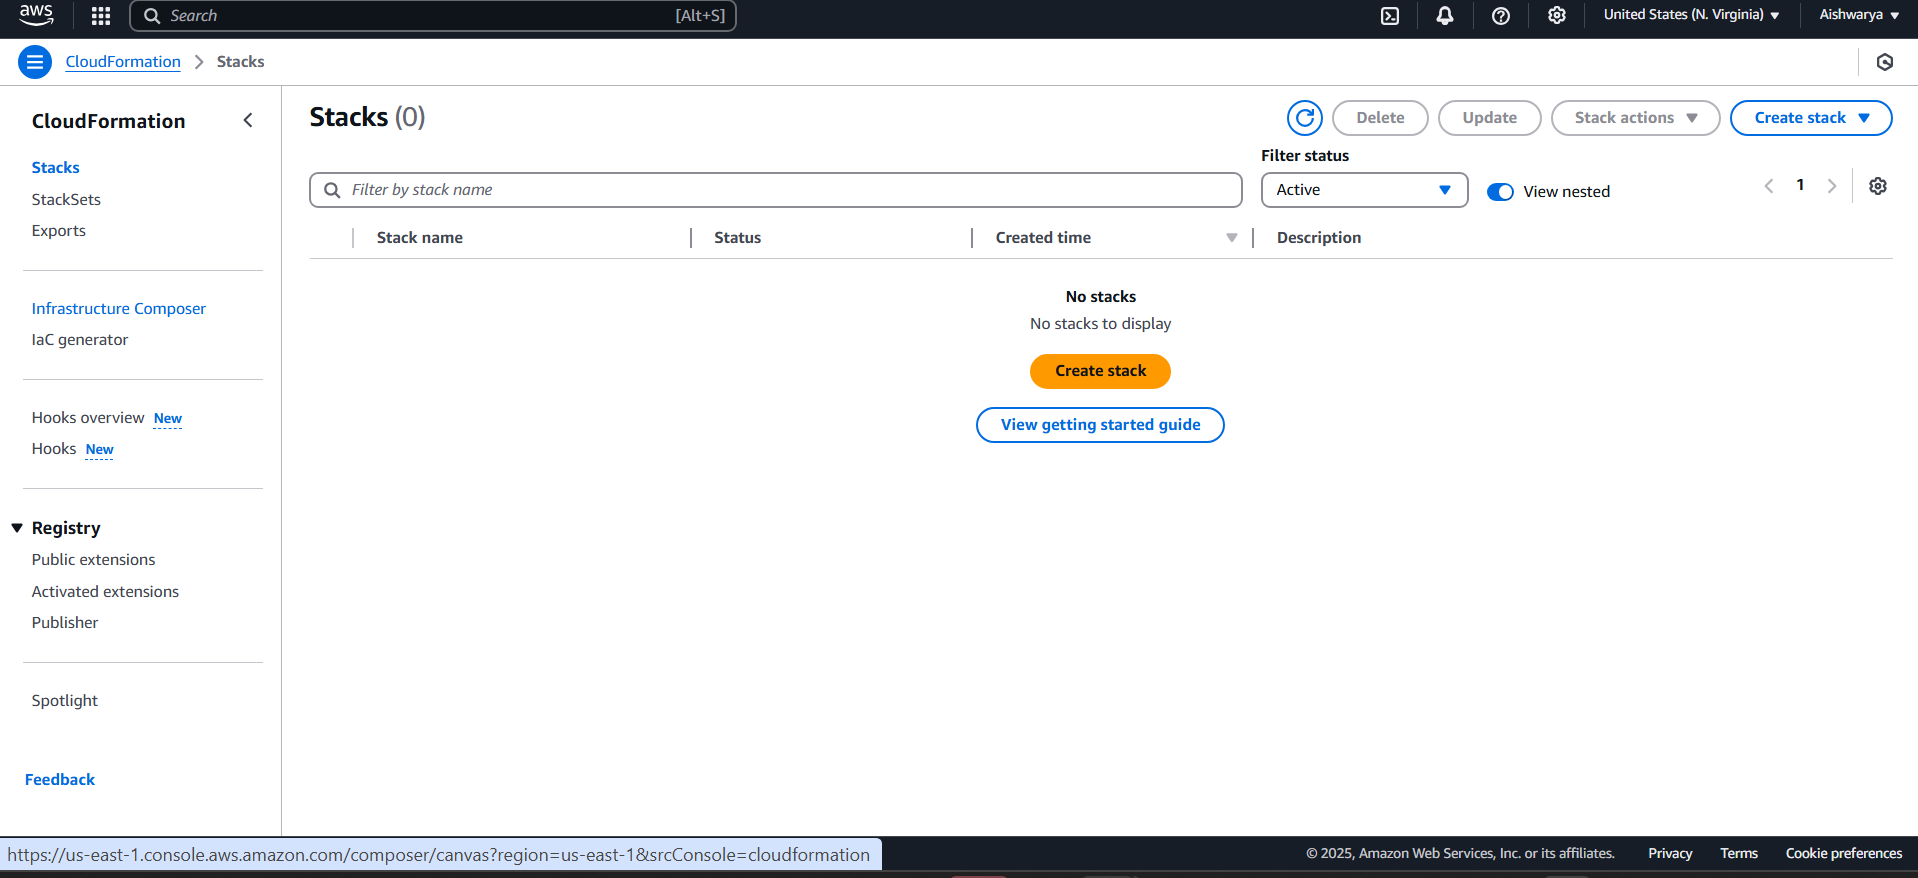 aws Search [Alt+S] United States (N. Virginia) Aishwarya
CloudFormation Stacks
CloudFormation
Stacks
StackSets
Exports
Infrastructure Composer
IaC generator
Hooks overview New
Hooks New
Registry
Public extensions
Activated extensions
Publisher
Spotlight
Feedback
Stacks (0)
Delete Update Stack actions Create stack
Filter status
Filter by stack name Active View nested 1
Stack name Status Created time Description
No stacks
No stacks to display
Create stack
View getting started guide
https://us-east-1.console.aws.amazon.com/composer/canvas?region=us-east-1&srcConsole=cloudformation
© 2025, Amazon Web Services, Inc. or its affiliates. Privacy Terms Cookie preferences